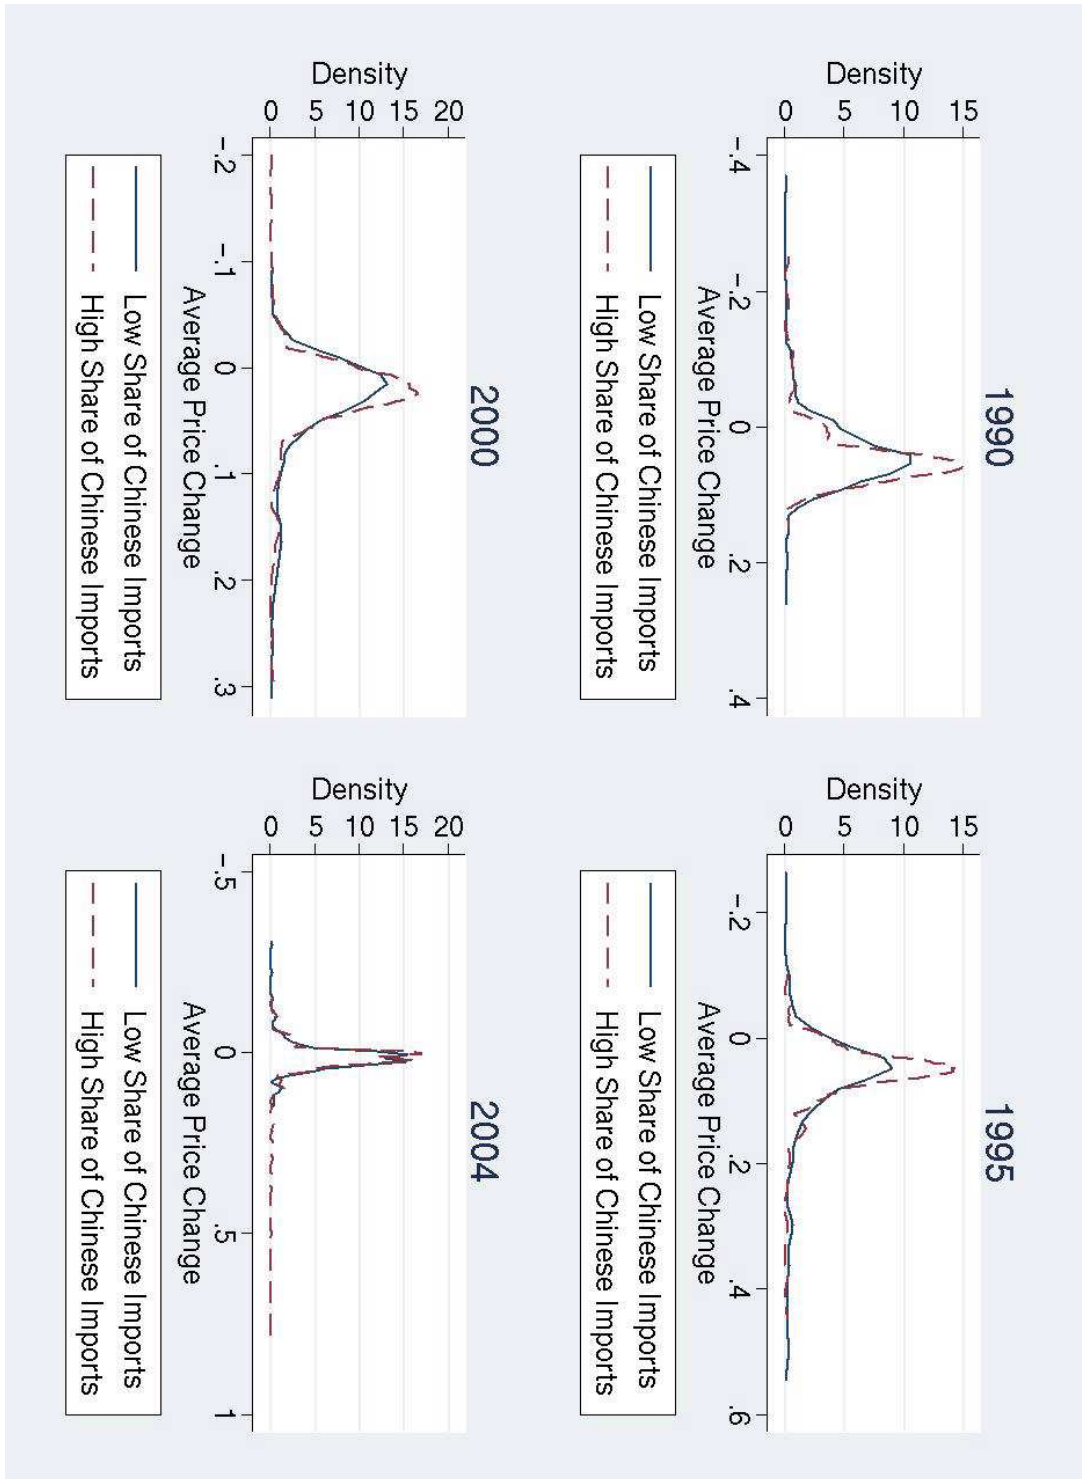 1990
Density
0 5 10 15
-.4 -.2 0 .2 .4
Average Price Change
Low Share of Chinese Imports
High Share of Chinese Imports
1995
Density
0 5 10 15
-.2 0 .2 .4 .6
Average Price Change
Low Share of Chinese Imports
High Share of Chinese Imports
2000
Density
0 5 10 15 20
-.2 -.1 0 .1 .2 .3
Average Price Change
Low Share of Chinese Imports
High Share of Chinese Imports
2004
Density
0 5 10 15 20
-.5 0 .5 1
Average Price Change
Low Share of Chinese Imports
High Share of Chinese Imports